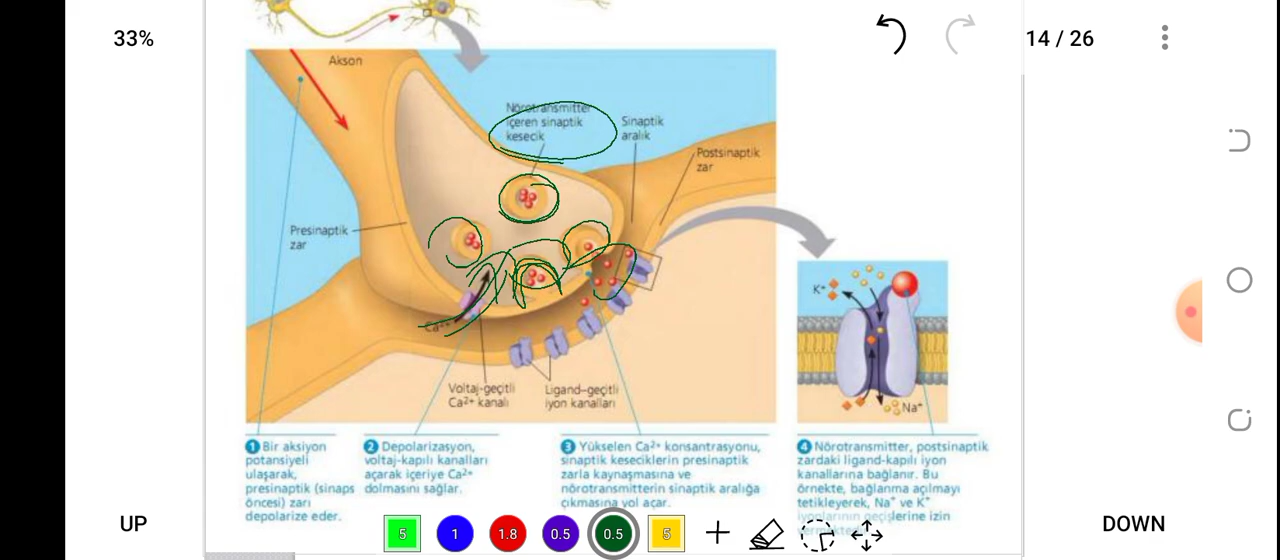 33%
14 / 26
Akson
Nörotransmitter
içeren sinaptik
kesecik
Sinaptik
aralık
Postsinaptik
zar
Presinaptik
zar
Ca²⁺
Voltaj-geçitli
Ca²⁺ kanalı
Ligand-geçitli
iyon kanalları
K⁺
Na⁺
1 Bir aksiyon
potansiyeli
ulaşarak,
presinaptik (sinaps
öncesi) zarı
depolarize eder.
2 Depolarizasyon,
voltaj-kapılı kanalları
açarak içeriye Ca²⁺
dolmasını sağlar.
3 Yükselen Ca²⁺ konsantrasyonu,
sinaptik keseciklerin presinaptik
zarla kaynaşmasına ve
nörotransmitterin sinaptik aralığa
çıkmasına yol açar.
4 Nörotransmitter, postsinaptik
zardaki ligand-kapılı iyon
kanallarına bağlanır. Bu
örnekte, bağlanma açılmayı
tetikleyerek, Na⁺ ve K⁺
iyonlarının geçişlerine izin
UP
5
1
1.8
0.5
0.5
5
DOWN